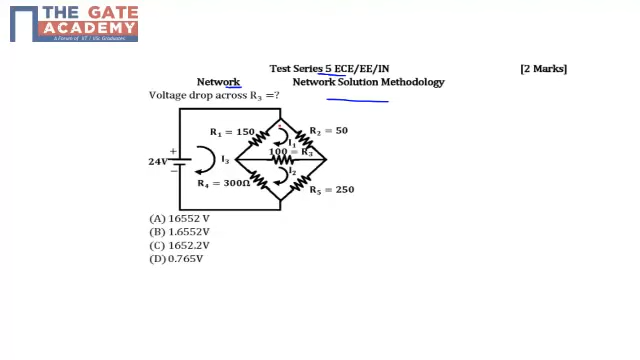 THE GATE
ACADEMY
A Forum of IIT / IISc Graduates
Test Series 5 ECE/EE/IN [2 Marks]
Network Network Solution Methodology
Voltage drop across R3 =?
R1 = 150
R2 = 50
I1
100 = R3
24V
+
−
I3
I2
R4 = 300Ω
R5 = 250
(A) 16552 V
(B) 1.6552V
(C) 1652.2V
(D) 0.765V